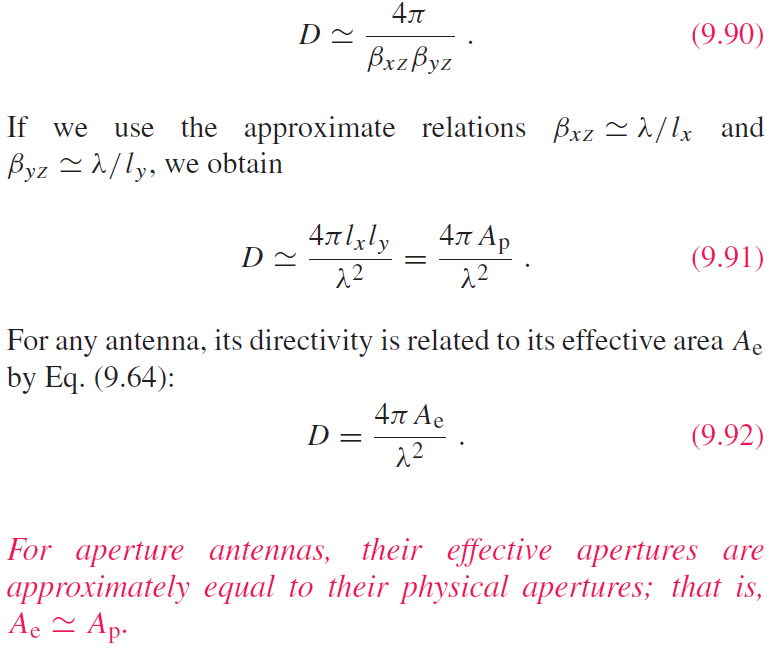 D ≃ 4π / β_xz β_yz . (9.90)
If we use the approximate relations β_xz ≃ λ/l_x and
β_yz ≃ λ/l_y, we obtain
D ≃ 4π l_x l_y / λ² = 4π A_p / λ² . (9.91)
For any antenna, its directivity is related to its effective area A_e
by Eq. (9.64):
D = 4π A_e / λ² . (9.92)
For aperture antennas, their effective apertures are
approximately equal to their physical apertures; that is,
A_e ≃ A_p.